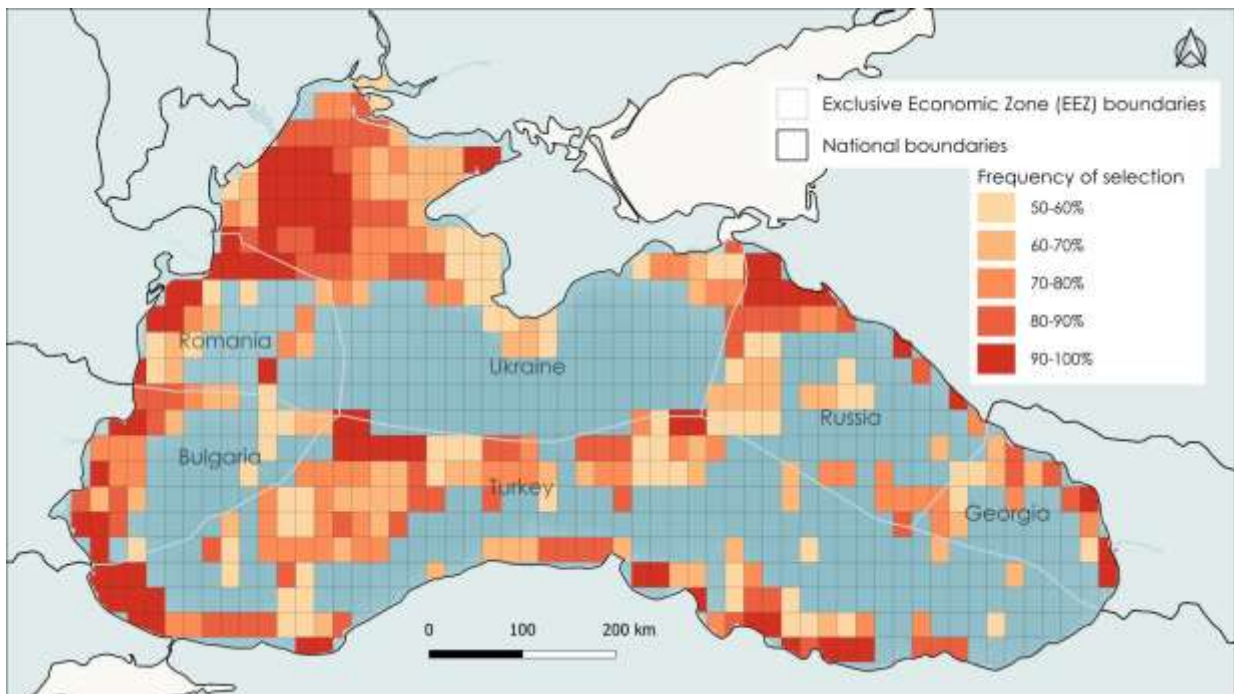 Exclusive Economic Zone (EEZ) boundaries
National boundaries
Frequency of selection
50-60%
60-70%
70-80%
80-90%
90-100%
Romania
Ukraine
Russia
Bulgaria
Turkey
Georgia
0 100 200 km